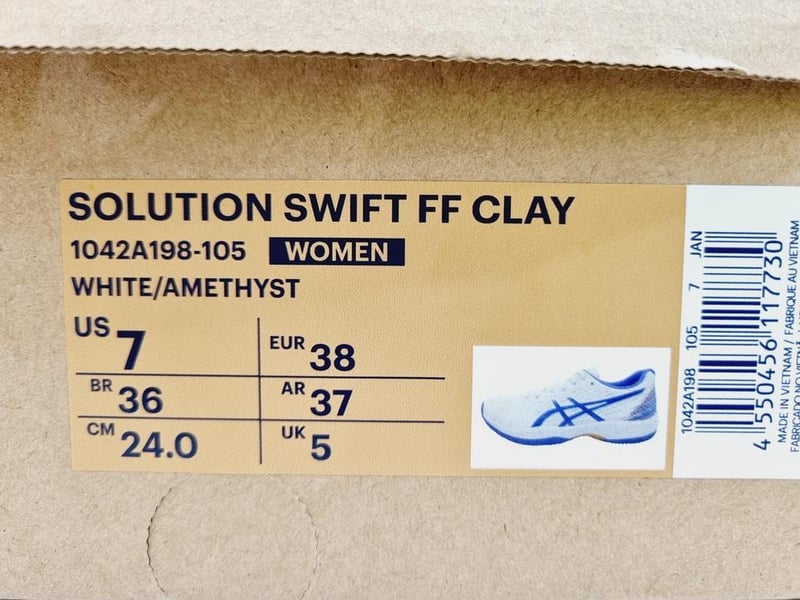 SOLUTION SWIFT FF CLAY
1042A198-105 WOMEN
WHITE/AMETHYST
US 7
EUR 38
BR 36
AR 37
CM 24.0
UK 5
1042A198 105 7 JAN
4 550456 117730
MADE IN VIETNAM / FABRIQUE AU VIETNAM
FABRICADO NO